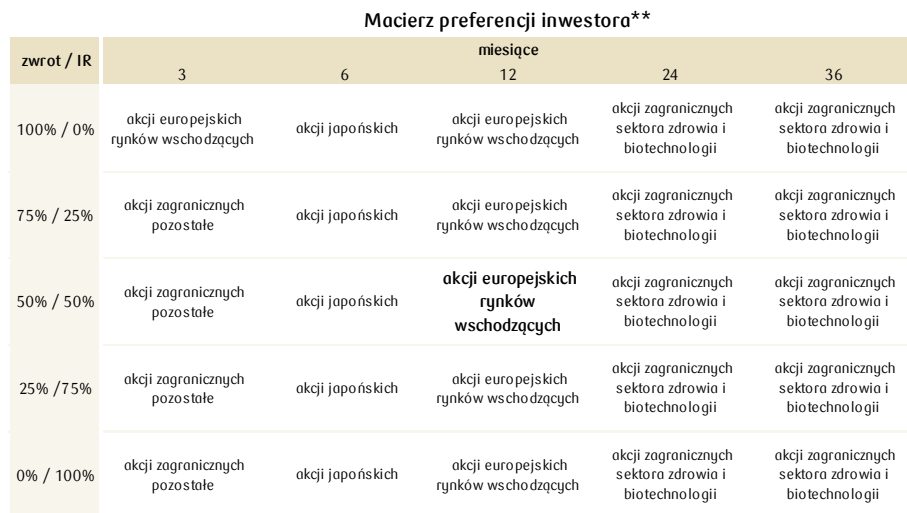 Macierz preferencji inwestora**
zwrot / IR
miesiące
3 6 12 24 36
100% / 0%
akcji europejskich
rynków wschodzących
akcji japońskich
akcji europejskich
rynków wschodzących
akcji zagranicznych
sektora zdrowia i
biotechnologii
akcji zagranicznych
sektora zdrowia i
biotechnologii
75% / 25%
akcji zagranicznych
pozostałe
akcji japońskich
akcji europejskich
rynków wschodzących
akcji zagranicznych
sektora zdrowia i
biotechnologii
akcji zagranicznych
sektora zdrowia i
biotechnologii
50% / 50%
akcji zagranicznych
pozostałe
akcji japońskich
akcji europejskich
rynków
wschodzących
akcji zagranicznych
sektora zdrowia i
biotechnologii
akcji zagranicznych
sektora zdrowia i
biotechnologii
25% /75%
akcji zagranicznych
pozostałe
akcji japońskich
akcji europejskich
rynków wschodzących
akcji zagranicznych
sektora zdrowia i
biotechnologii
akcji zagranicznych
sektora zdrowia i
biotechnologii
0% / 100%
akcji zagranicznych
pozostałe
akcji japońskich
akcji europejskich
rynków wschodzących
akcji zagranicznych
sektora zdrowia i
biotechnologii
akcji zagranicznych
sektora zdrowia i
biotechnologii